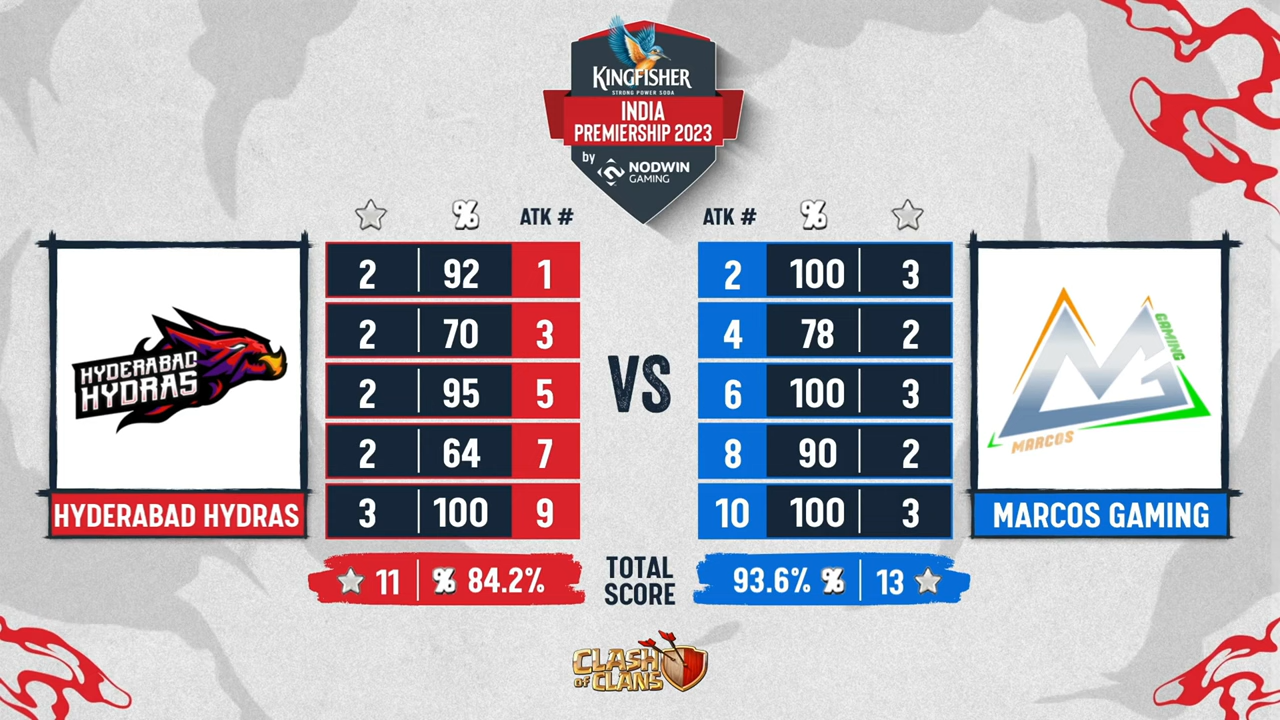 KINGFISHER
STRONG POWER SODA
INDIA
PREMIERSHIP 2023
by NODWIN
GAMING
% ATK # ATK # %
2 92 1 2 100 3
2 70 3 4 78 2
2 95 5 6 100 3
2 64 7 8 90 2
3 100 9 10 100 3
VS
HYDERABAD
HYDRAS
GAMING
MARCOS
HYDERABAD HYDRAS
MARCOS GAMING
11 % 84.2%
TOTAL
SCORE
93.6% % 13
CLASH
OF CLANS